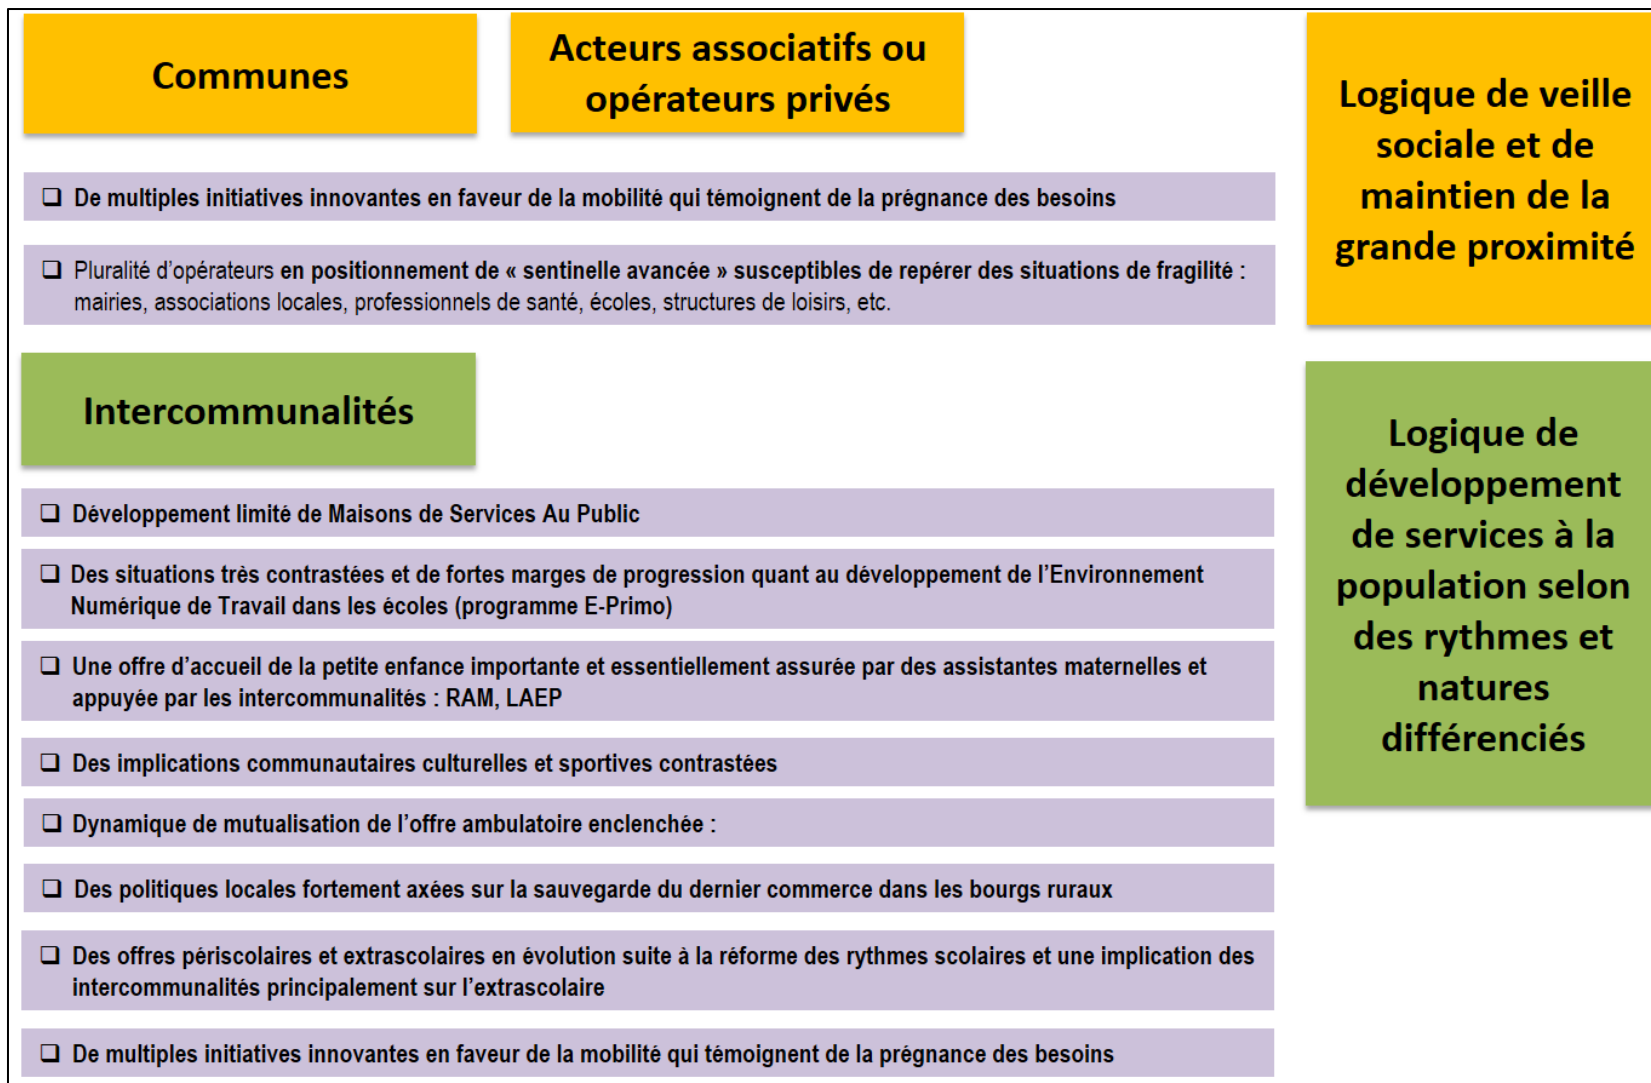 Communes
Acteurs associatifs ou
opérateurs privés
❑ De multiples initiatives innovantes en faveur de la mobilité qui témoignent de la prégnance des besoins
❑ Pluralité d’opérateurs en positionnement de « sentinelle avancée » susceptibles de repérer des situations de fragilité :
mairies, associations locales, professionnels de santé, écoles, structures de loisirs, etc.
Logique de veille
sociale et de
maintien de la
grande proximité
Intercommunalités
❑ Développement limité de Maisons de Services Au Public
❑ Des situations très contrastées et de fortes marges de progression quant au développement de l’Environnement
Numérique de Travail dans les écoles (programme E-Primo)
❑ Une offre d’accueil de la petite enfance importante et essentiellement assurée par des assistantes maternelles et
appuyée par les intercommunalités : RAM, LAEP
❑ Des implications communautaires culturelles et sportives contrastées
❑ Dynamique de mutualisation de l’offre ambulatoire enclenchée :
❑ Des politiques locales fortement axées sur la sauvegarde du dernier commerce dans les bourgs ruraux
❑ Des offres périscolaires et extrascolaires en évolution suite à la réforme des rythmes scolaires et une implication des
intercommunalités principalement sur l’extrascolaire
❑ De multiples initiatives innovantes en faveur de la mobilité qui témoignent de la prégnance des besoins
Logique de
développement
de services à la
population selon
des rythmes et
natures
différenciés